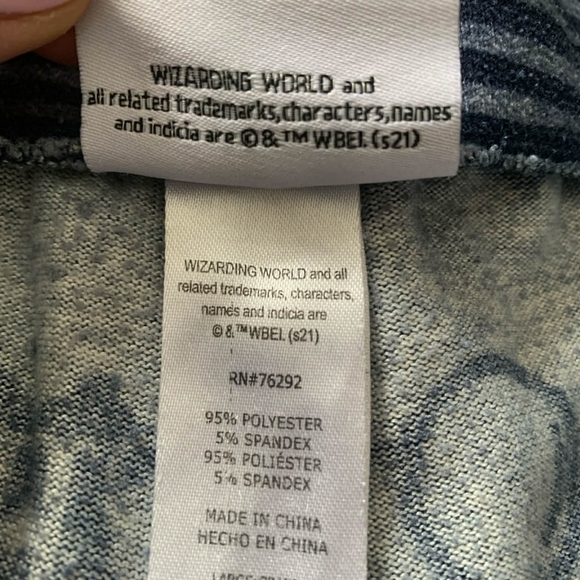 WIZARDING WORLD and
all related trademarks,characters,names
and indicia are ©&™ WBEI. (s21)
WIZARDING WORLD and all
related trademarks, characters,
names and indicia are
©&™WBEI. (s21)
RN#76292
95% POLYESTER
5% SPANDEX
95% POLIÉSTER
5% SPANDEX
MADE IN CHINA
HECHO EN CHINA